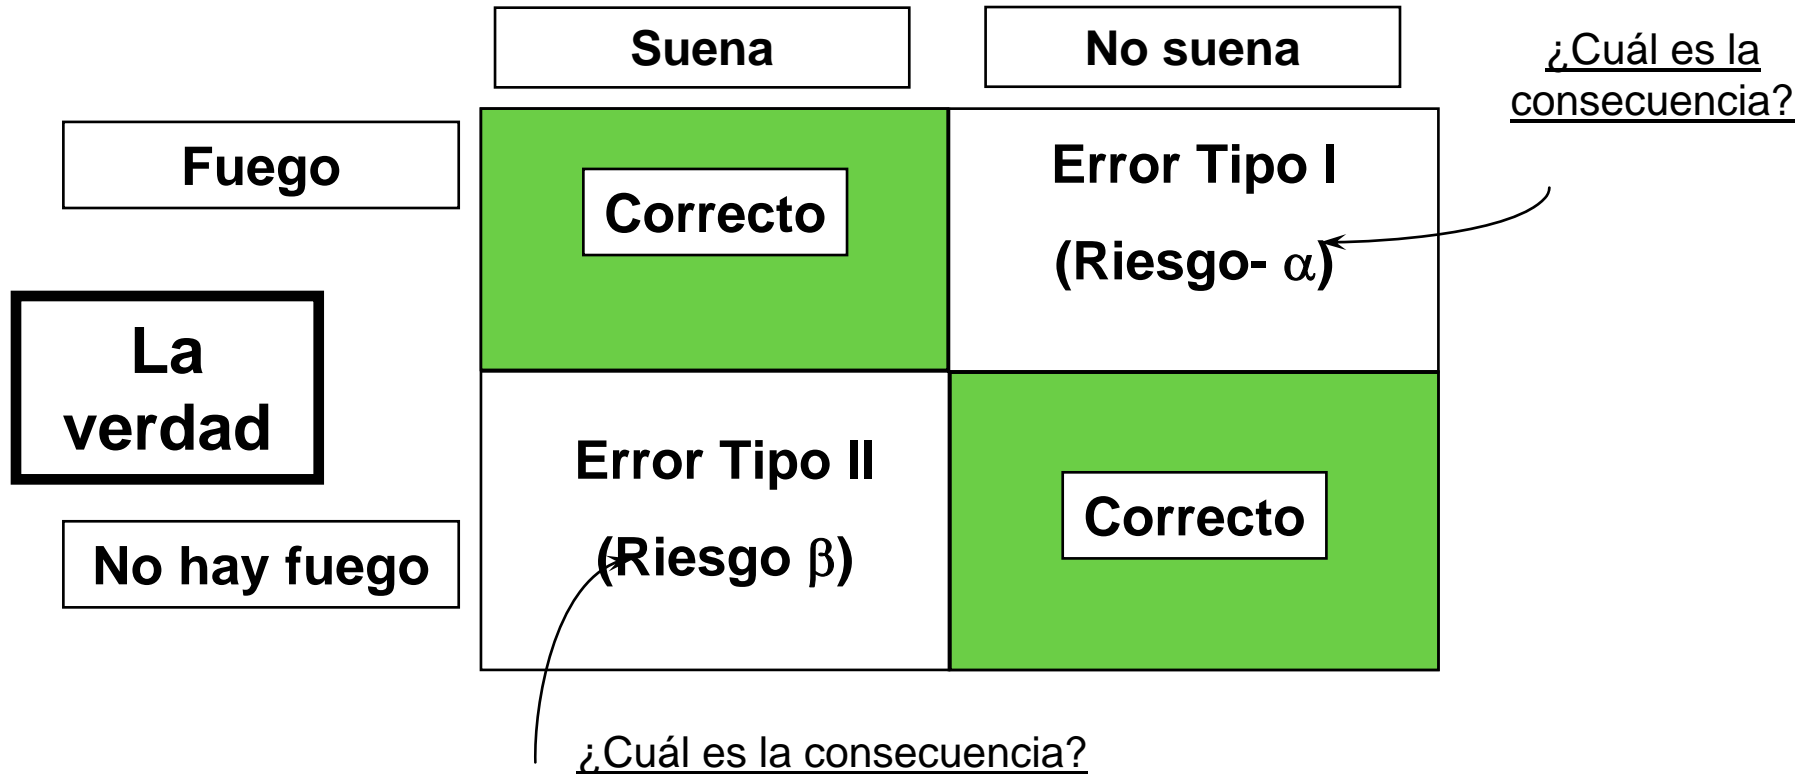 Suena
No suena
¿Cuál es la
consecuencia?
Fuego
Correcto
Error Tipo I
(Riesgo- α)
La
verdad
Error Tipo II
(Riesgo β)
Correcto
No hay fuego
¿Cuál es la consecuencia?